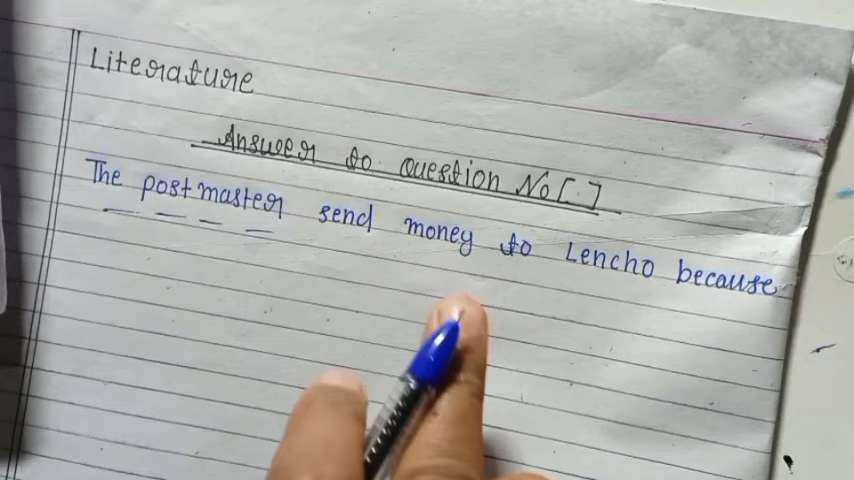 Literature
Answer to question No[ ]
The postmaster send money to Lencho because